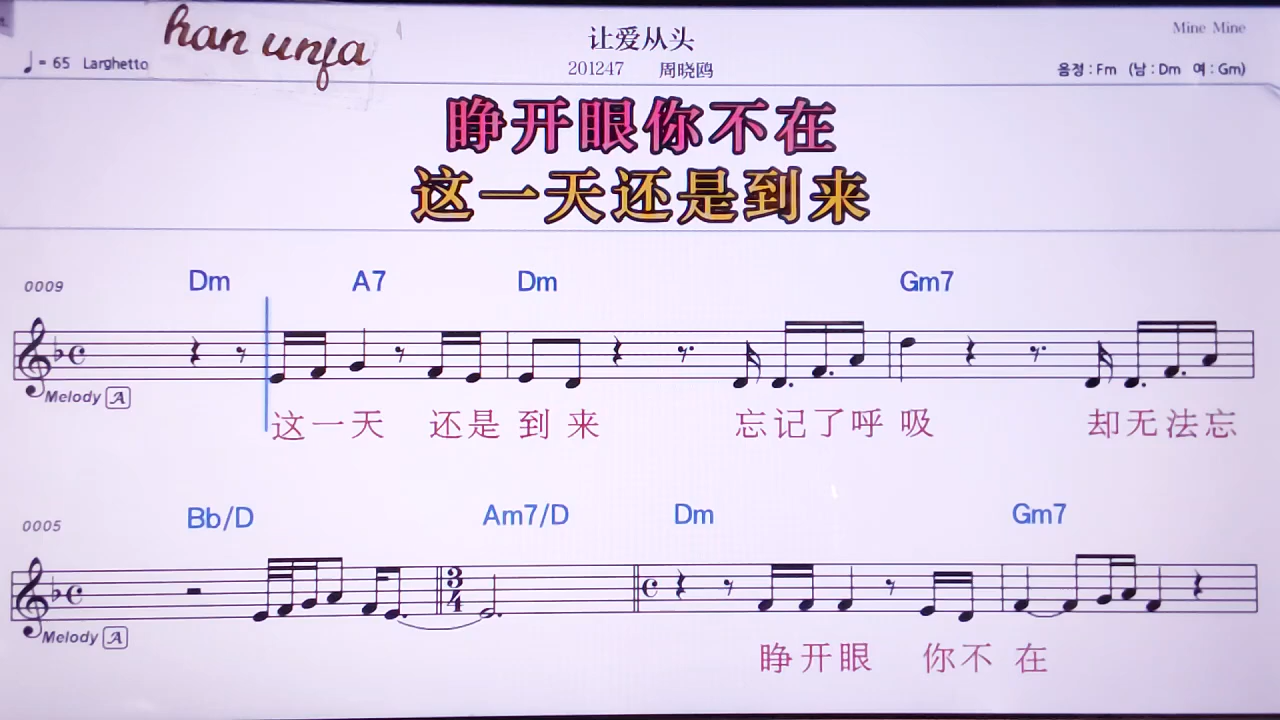 han unfa
让爱从头
Mine Mine
♩= 65 Larghetto
201247 周晓鸥
음정 : Fm (남 : Dm 여 : Gm)
睁开眼你不在
这一天还是到来
0009 Dm A7 Dm Gm7
Melody A
这一天 还是 到 来 忘记了呼 吸 却无法忘
0005 Bb/D Am7/D Dm Gm7
3
4
Melody A
睁开眼 你不 在